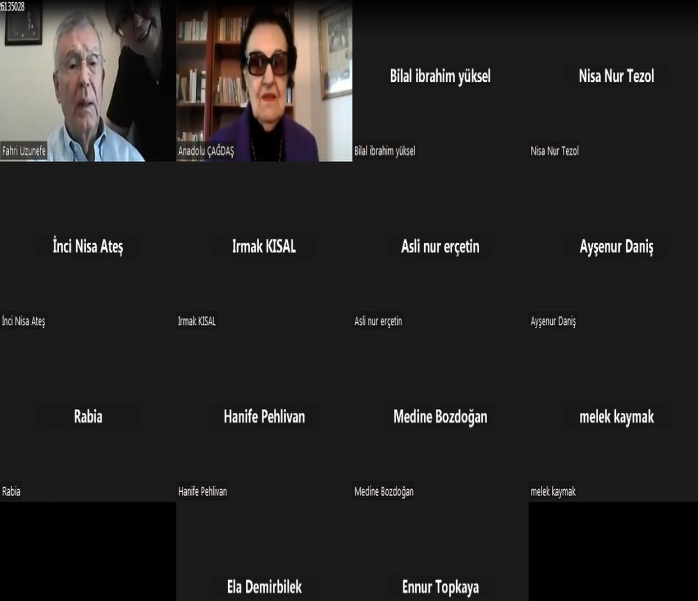 26135028
Fahri Uzunefe
Anadolu ÇAĞDAŞ
Bilal ibrahim yüksel
Bilal ibrahim yüksel
Nisa Nur Tezol
Nisa Nur Tezol
İnci Nisa Ateş
İnci Nisa Ateş
Irmak KISAL
Irmak KISAL
Asli nur erçetin
Asli nur erçetin
Ayşenur Daniş
Ayşenur Daniş
Rabia
Rabia
Hanife Pehlivan
Hanife Pehlivan
Medine Bozdoğan
Medine Bozdoğan
melek kaymak
melek kaymak
Ela Demirbilek
Ennur Topkaya